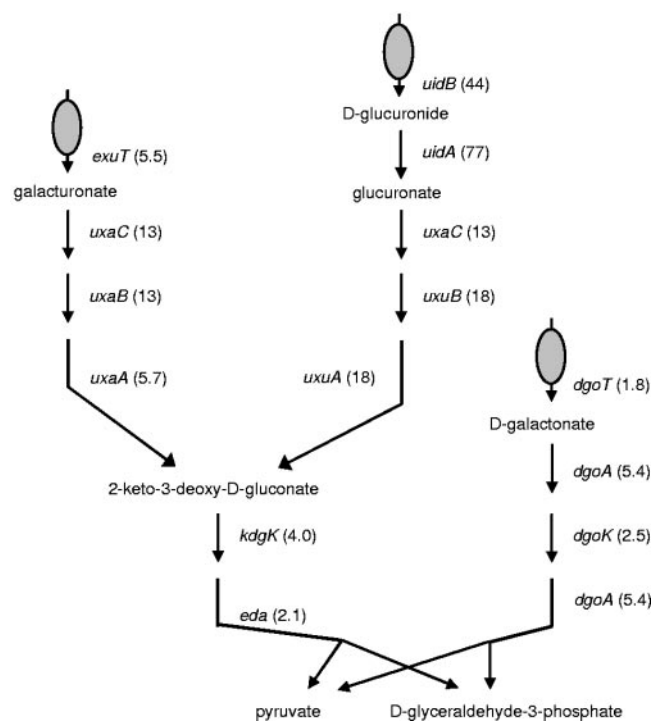 uidB (44)
D-glucuronide
exuT (5.5)
uidA (77)
galacturonate
glucuronate
uxaC (13)
uxaC (13)
uxaB (13)
uxuB (18)
uxaA (5.7)
uxuA (18)
dgoT (1.8)
D-galactonate
2-keto-3-deoxy-D-gluconate
dgoA (5.4)
kdgK (4.0)
dgoK (2.5)
eda (2.1)
dgoA (5.4)
pyruvate
D-glyceraldehyde-3-phosphate